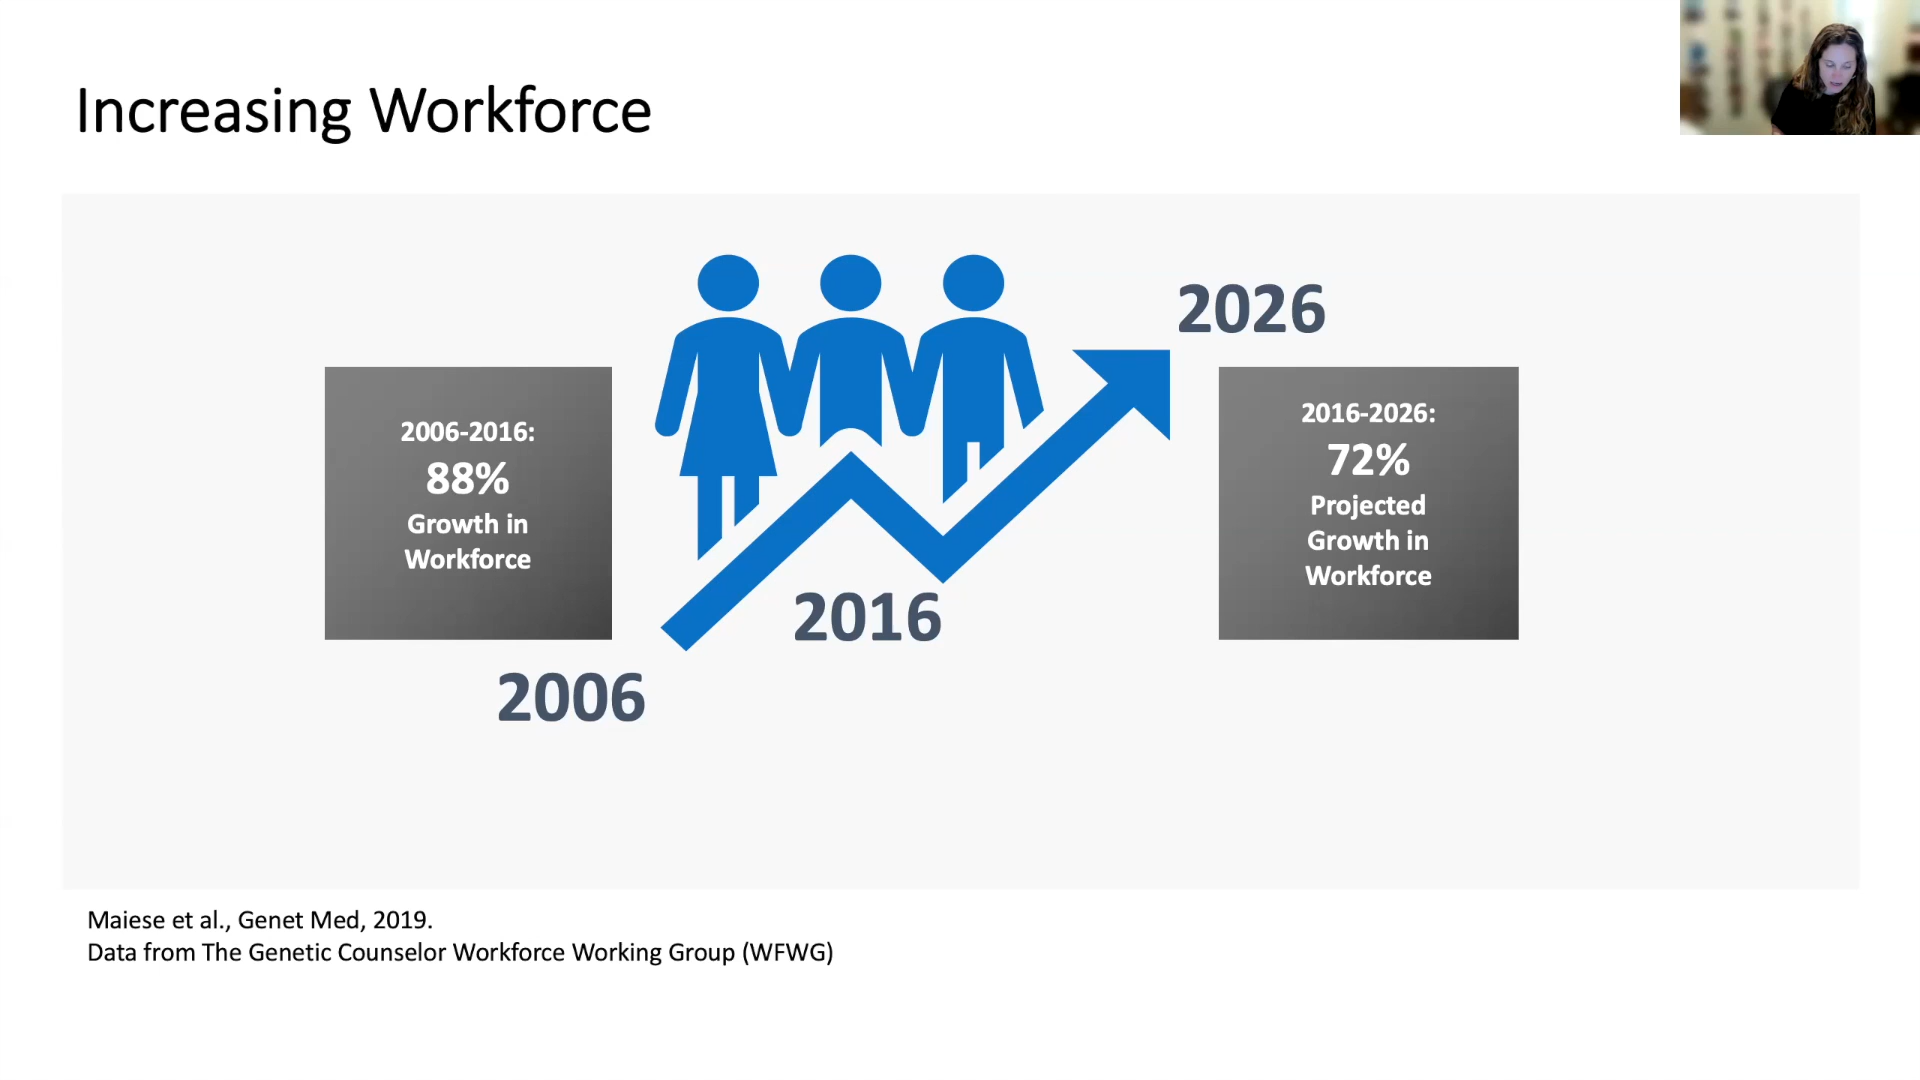 Increasing Workforce
2026
2006-2016:
88%
Growth in
Workforce
2016-2026:
72%
Projected
Growth in
Workforce
2016
2006
Maiese et al., Genet Med, 2019.
Data from The Genetic Counselor Workforce Working Group (WFWG)